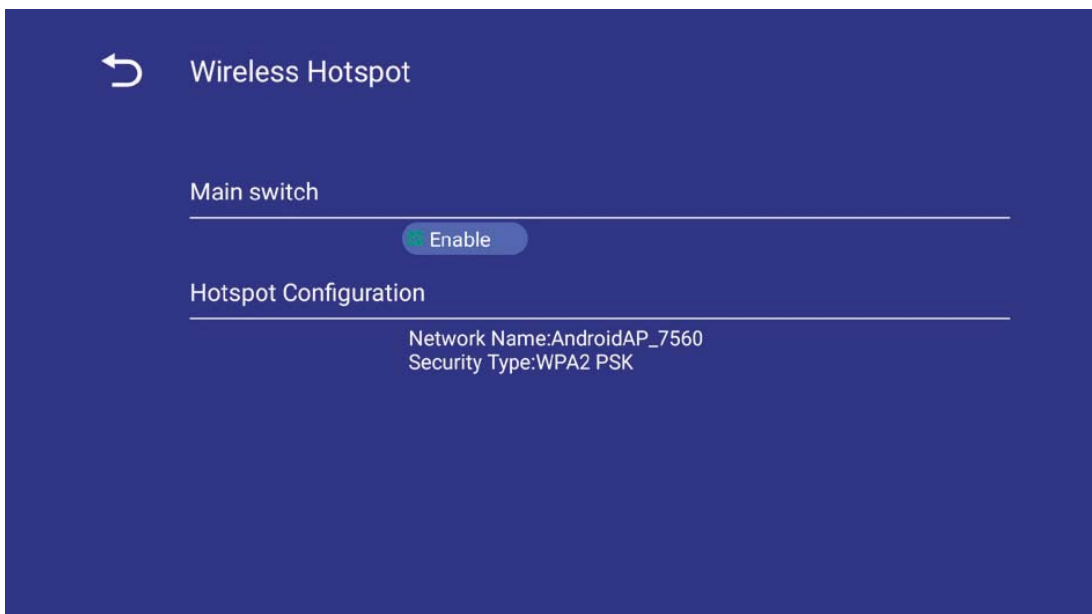 Wireless Hotspot
Main switch
Enable
Hotspot Configuration
Network Name:AndroidAP_7560
Security Type:WPA2 PSK